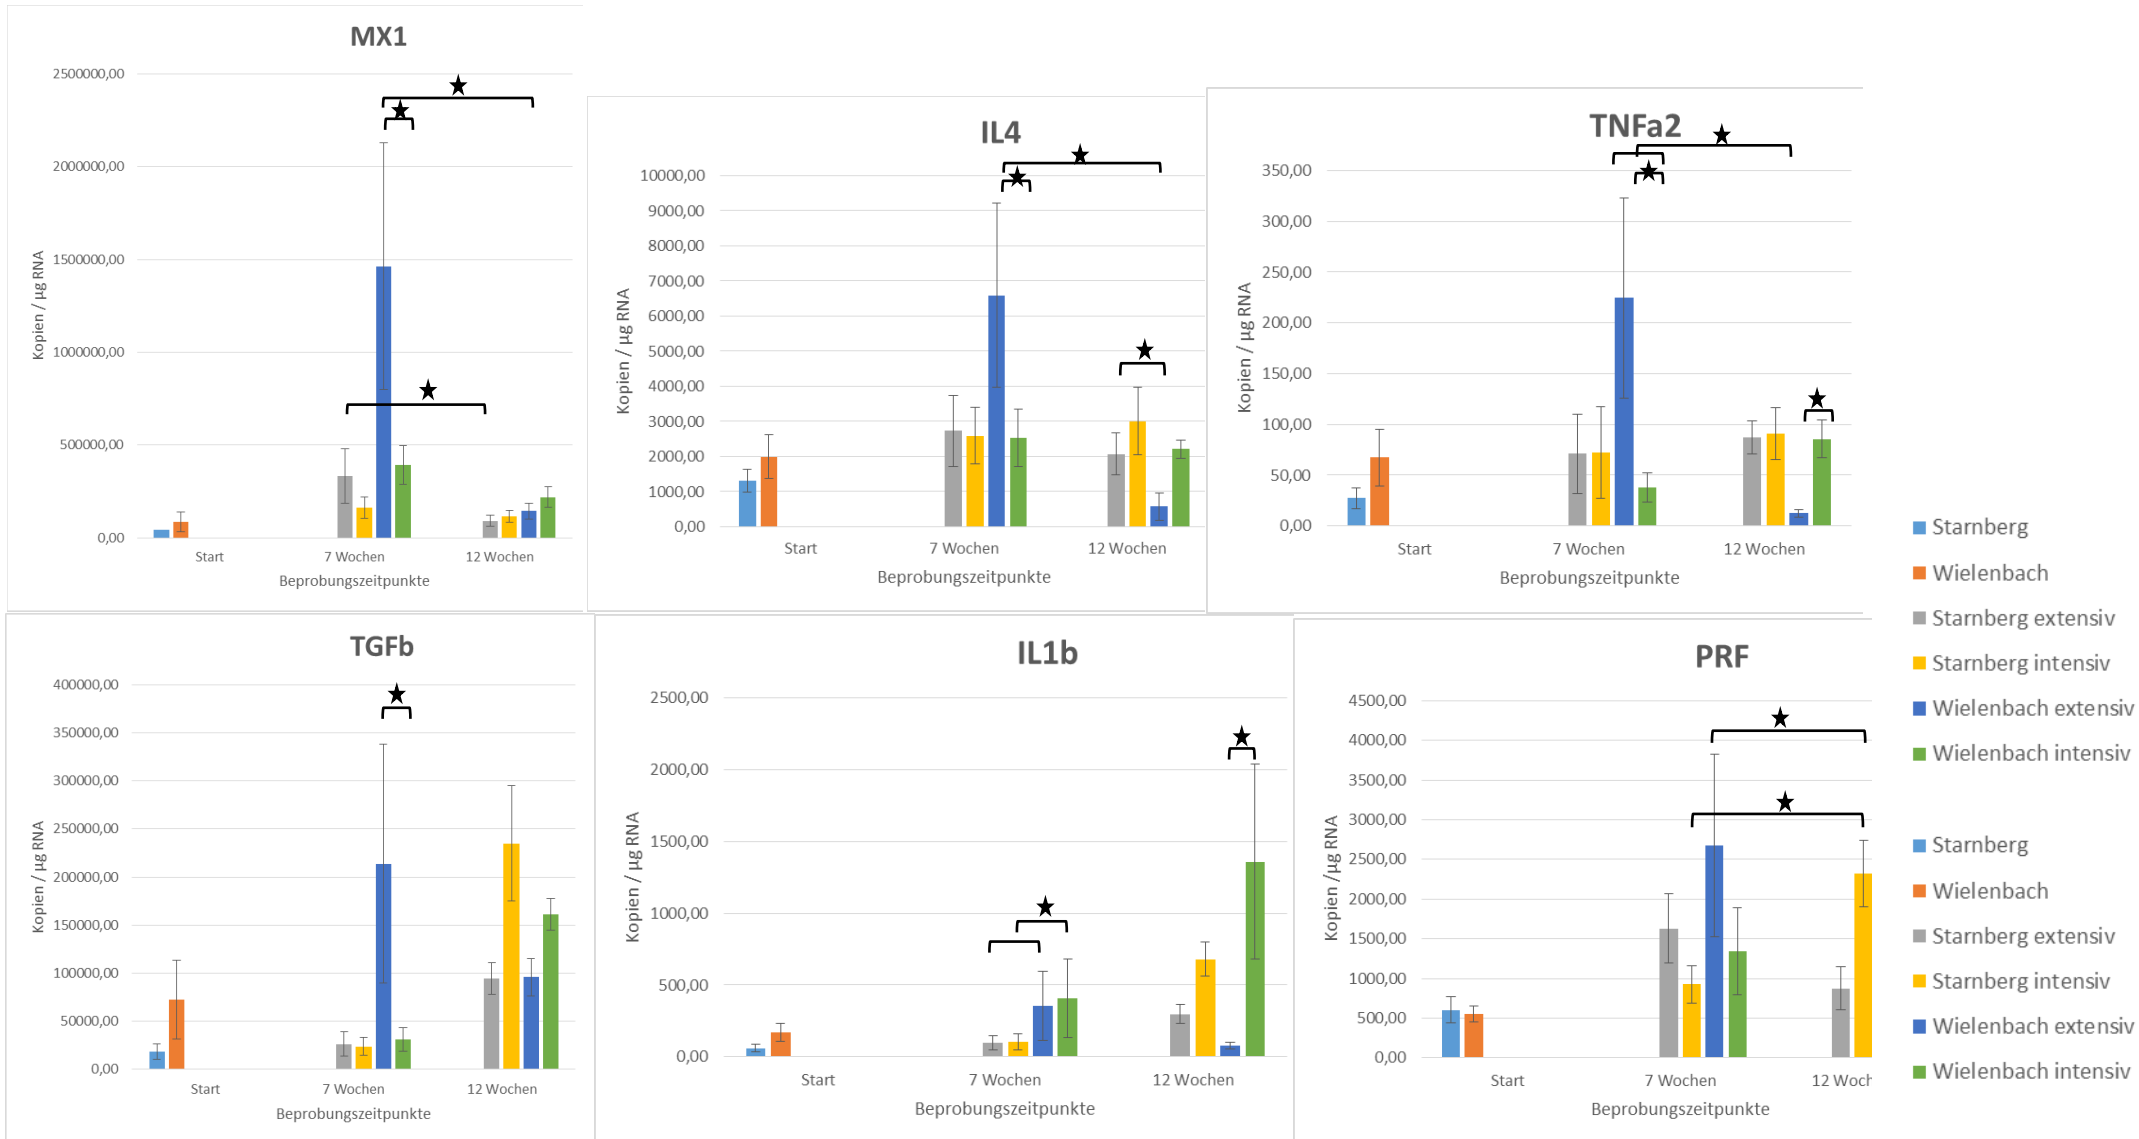 MX1
2500000,00
2000000,00
1500000,00
1000000,00
500000,00
0,00
Kopien / µg RNA
Start
7 Wochen
12 Wochen
Beprobungszeitpunkte
IL4
10000,00
9000,00
8000,00
7000,00
6000,00
5000,00
4000,00
3000,00
2000,00
1000,00
0,00
Kopien / µg RNA
Start
7 Wochen
12 Wochen
Beprobungszeitpunkte
TNFa2
350,00
300,00
250,00
200,00
150,00
100,00
50,00
0,00
Kopien / µg RNA
Start
7 Wochen
12 Wochen
Beprobungszeitpunkte
TGFb
400000,00
350000,00
300000,00
250000,00
200000,00
150000,00
100000,00
50000,00
0,00
Kopien / µg RNA
Start
7 Wochen
12 Wochen
Beprobungszeitpunkte
IL1b
2500,00
2000,00
1500,00
1000,00
500,00
0,00
Kopien / µg RNA
Start
7 Wochen
12 Wochen
Beprobungszeitpunkte
PRF
4500,00
4000,00
3500,00
3000,00
2500,00
2000,00
1500,00
1000,00
500,00
0,00
Kopien /µg RNA
Start
7 Wochen
12 Woch
Beprobungszeitpunkte
Starnberg
Wielenbach
Starnberg extensiv
Starnberg intensiv
Wielenbach extensiv
Wielenbach intensiv
Starnberg
Wielenbach
Starnberg extensiv
Starnberg intensiv
Wielenbach extensiv
Wielenbach intensiv